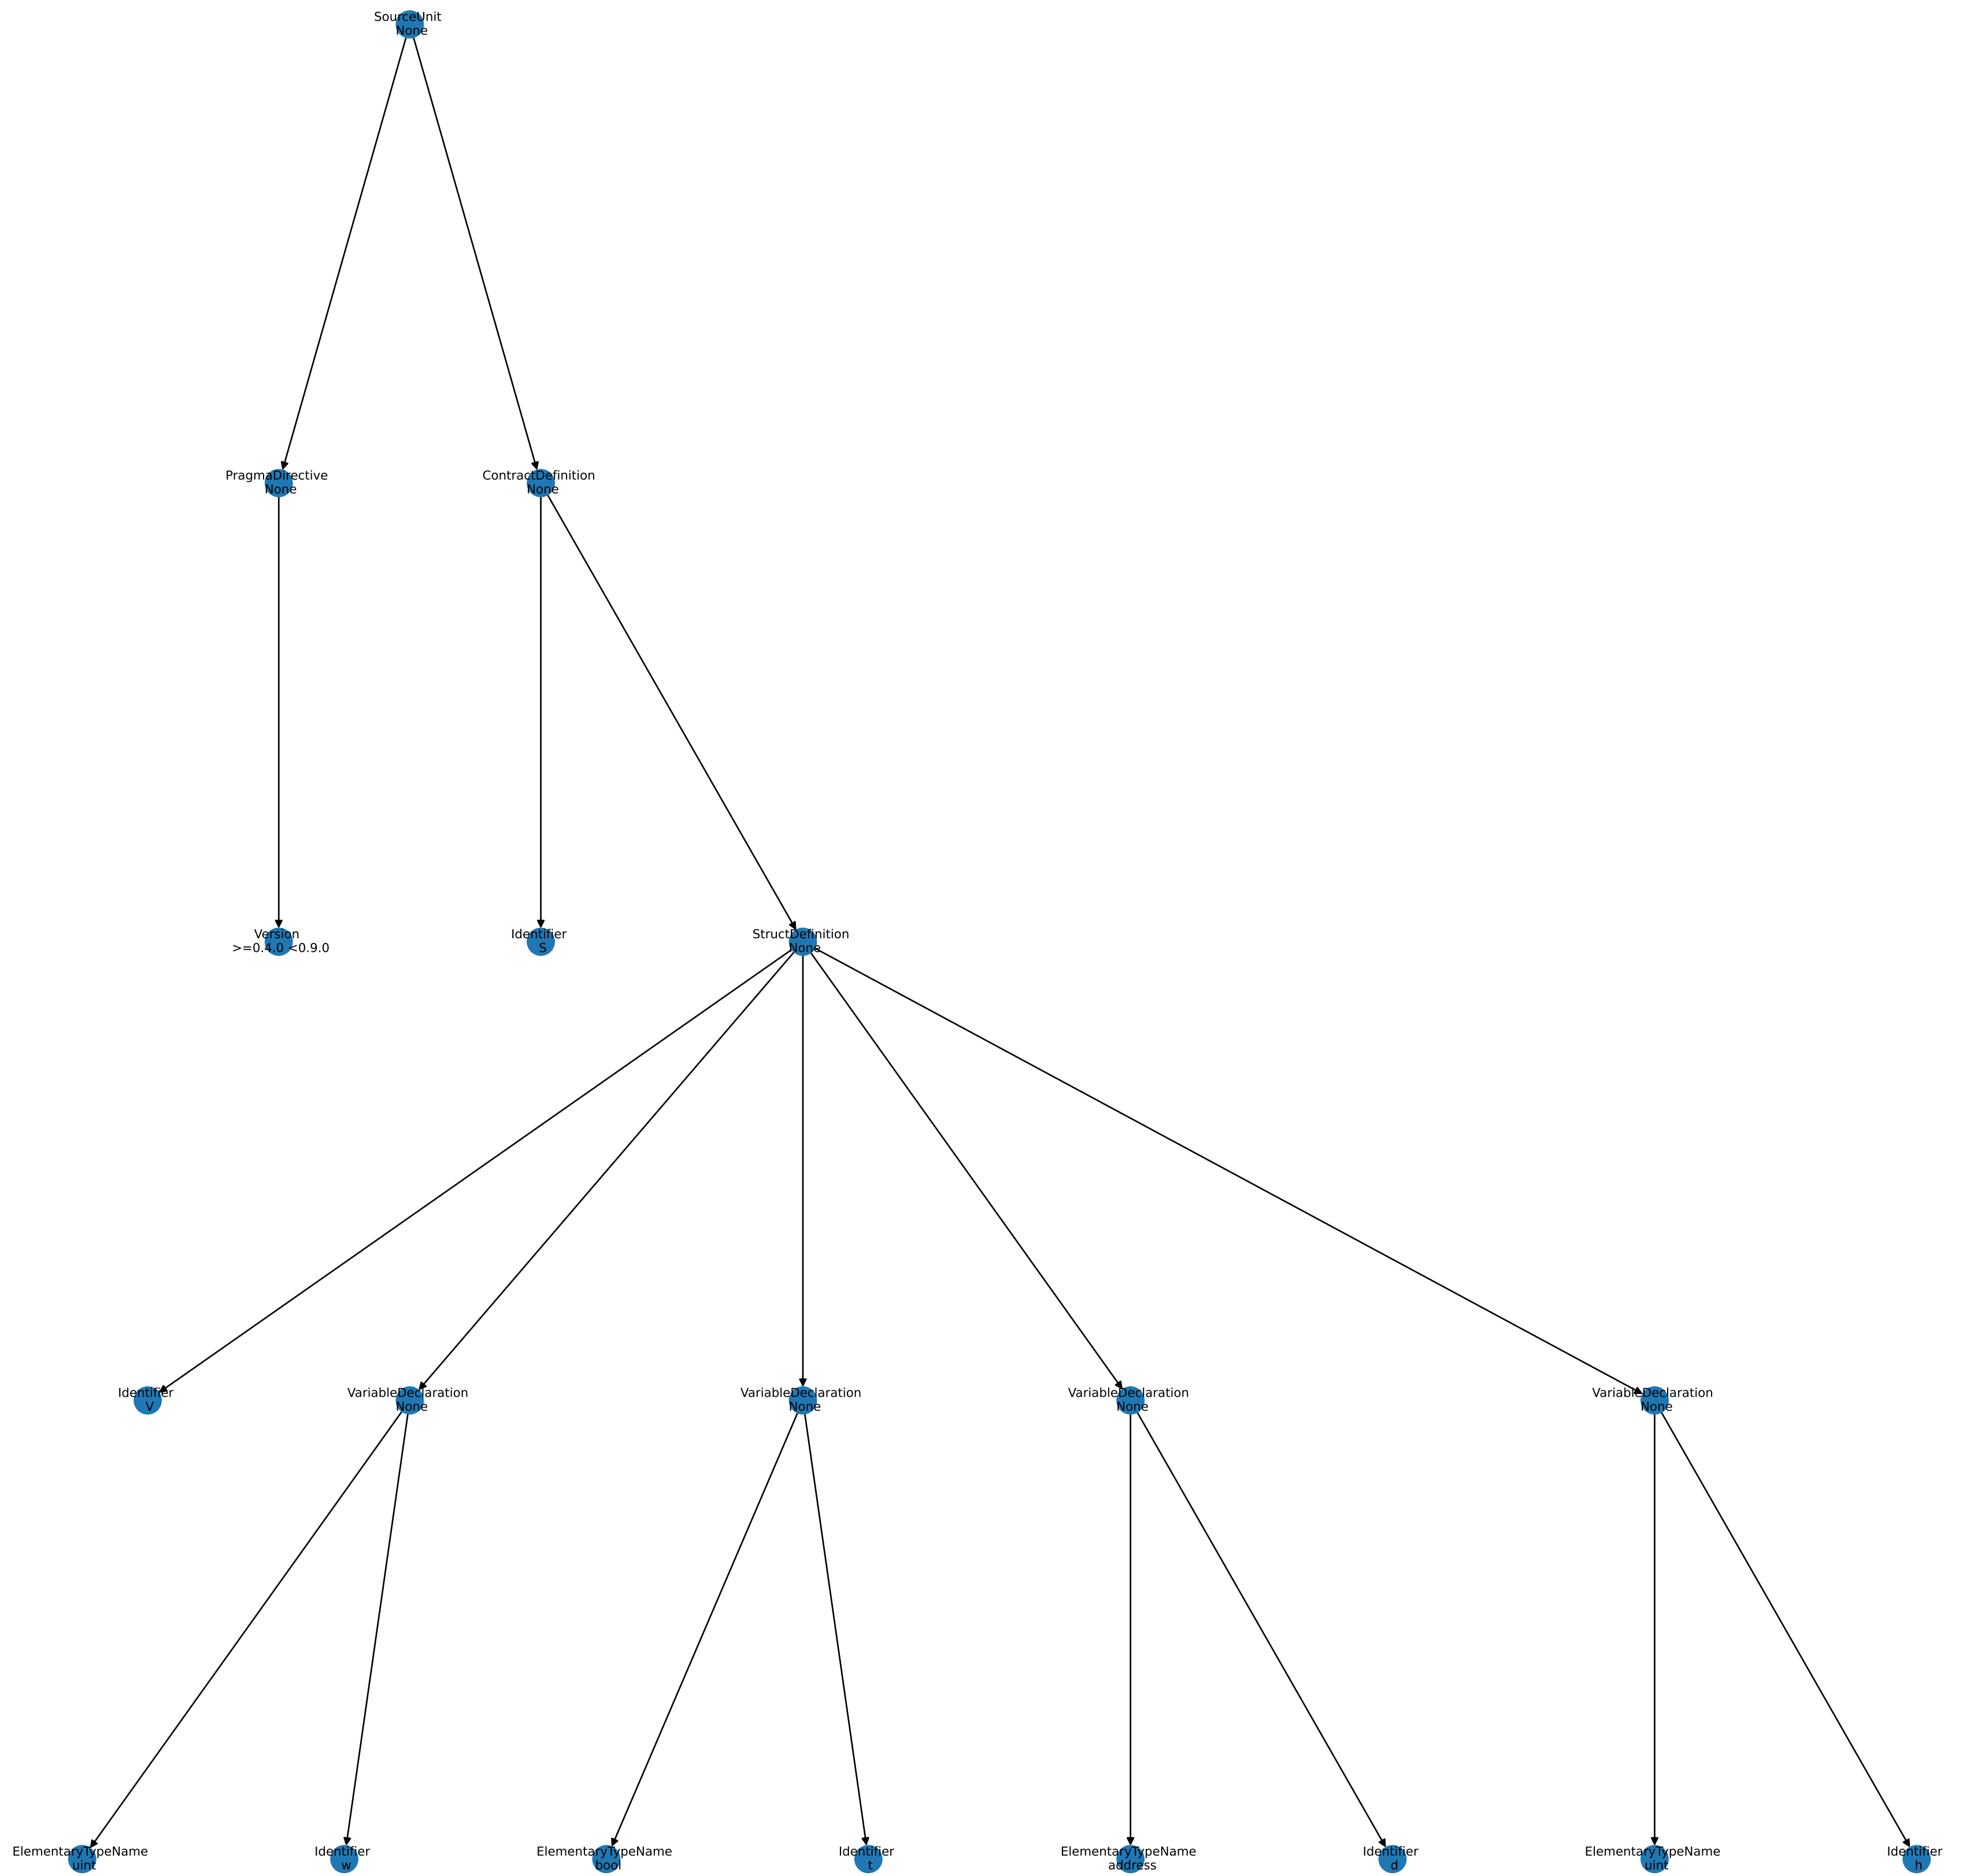 SourceUnit
None
PragmaDirective
None
ContractDefinition
None
Version
>=0.4.0 <0.9.0
Identifier
S
StructDefinition
None
Identifier
V
VariableDeclaration
None
VariableDeclaration
None
VariableDeclaration
None
VariableDeclaration
None
ElementaryTypeName
uint
Identifier
w
ElementaryTypeName
bool
Identifier
t
ElementaryTypeName
address
Identifier
d
ElementaryTypeName
uint
Identifier
h